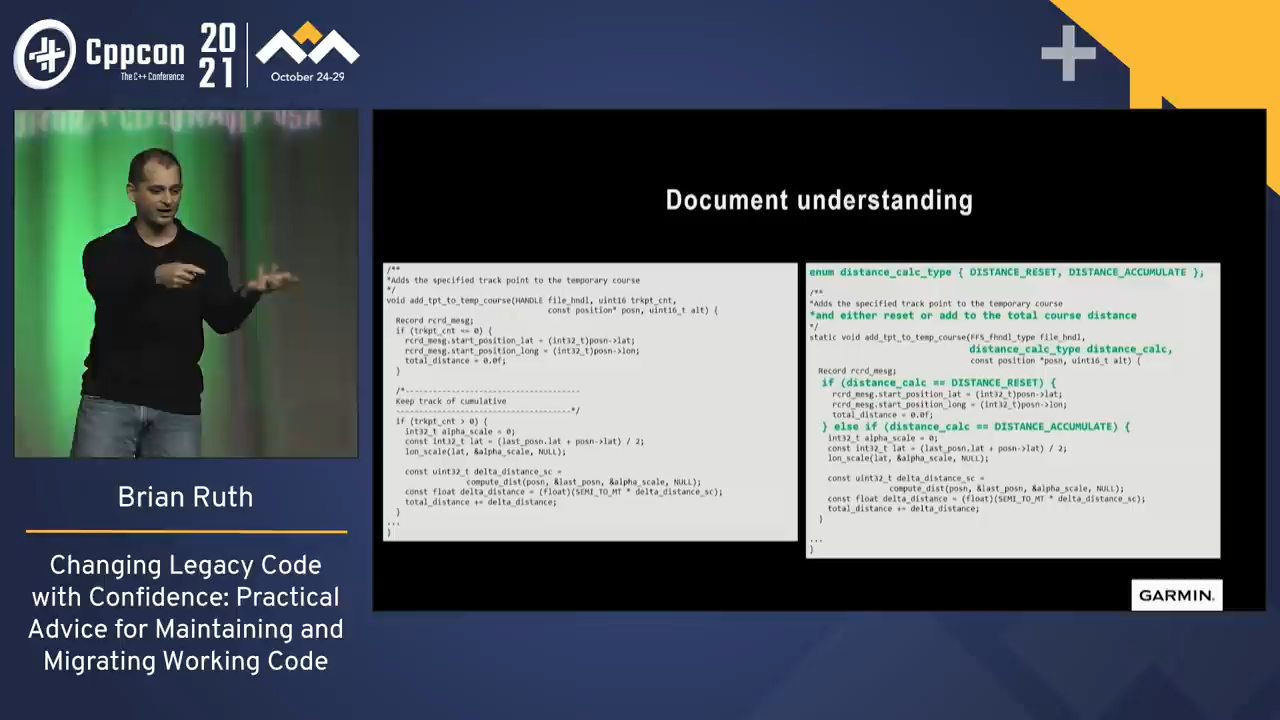 Cppcon
The C++ Conference
20
21
October 24-29
Brian Ruth
Changing Legacy Code
with Confidence: Practical
Advice for Maintaining and
Migrating Working Code
Document understanding
/**
*Adds the specified track point to the temporary course
*/
void add_tpt_to_temp_course(HANDLE file_hndl, uint16 trkpt_cnt,
const position* posn, uint16_t alt) {
Record rcrd_mesg;
if (trkpt_cnt == 0) {
rcrd_mesg.start_position_lat = (int32_t)posn->lat;
rcrd_mesg.start_position_long = (int32_t)posn->lon;
total_distance = 0.0f;
}
/*--------------------------------------
Keep track of cumulative
--------------------------------------*/
if (trkpt_cnt > 0) {
int32_t alpha_scale = 0;
const int32_t lat = (last_posn.lat + posn->lat) / 2;
lon_scale(lat, &alpha_scale, NULL);
const uint32_t delta_distance_sc =
compute_dist(posn, &last_posn, &alpha_scale, NULL);
const float delta_distance = (float)(SEMI_TO_MT * delta_distance_sc);
total_distance += delta_distance;
}
...
}
enum distance_calc_type { DISTANCE_RESET, DISTANCE_ACCUMULATE };
/**
*Adds the specified track point to the temporary course
*and either reset or add to the total course distance
*/
static void add_tpt_to_temp_course(FFS_fhndl_type file_hndl,
distance_calc_type distance_calc,
const position *posn, uint16_t alt) {
Record rcrd_mesg;
if (distance_calc == DISTANCE_RESET) {
rcrd_mesg.start_position_lat = (int32_t)posn->lat;
rcrd_mesg.start_position_long = (int32_t)posn->lon;
total_distance = 0.0f;
} else if (distance_calc == DISTANCE_ACCUMULATE) {
int32_t alpha_scale = 0;
const int32_t lat = (last_posn.lat + posn->lat) / 2;
lon_scale(lat, &alpha_scale, NULL);
const uint32_t delta_distance_sc =
compute_dist(posn, &last_posn, &alpha_scale, NULL);
const float delta_distance = (float)(SEMI_TO_MT * delta_distance_sc);
total_distance += delta_distance;
}
...
}
GARMIN.